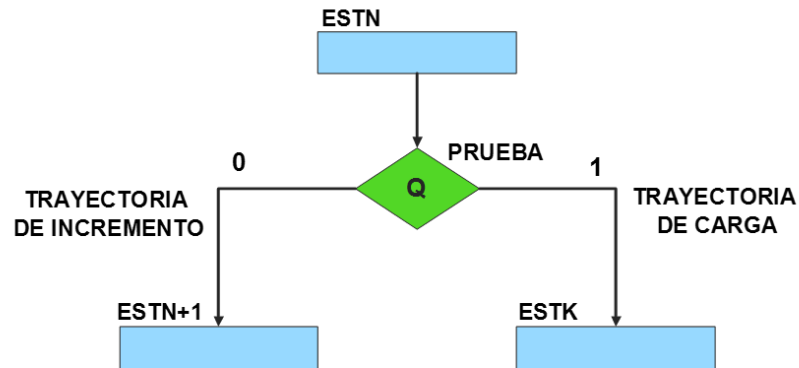 ESTN
PRUEBA
Q
0
1
TRAYECTORIA
DE INCREMENTO
TRAYECTORIA
DE CARGA
ESTN+1
ESTK